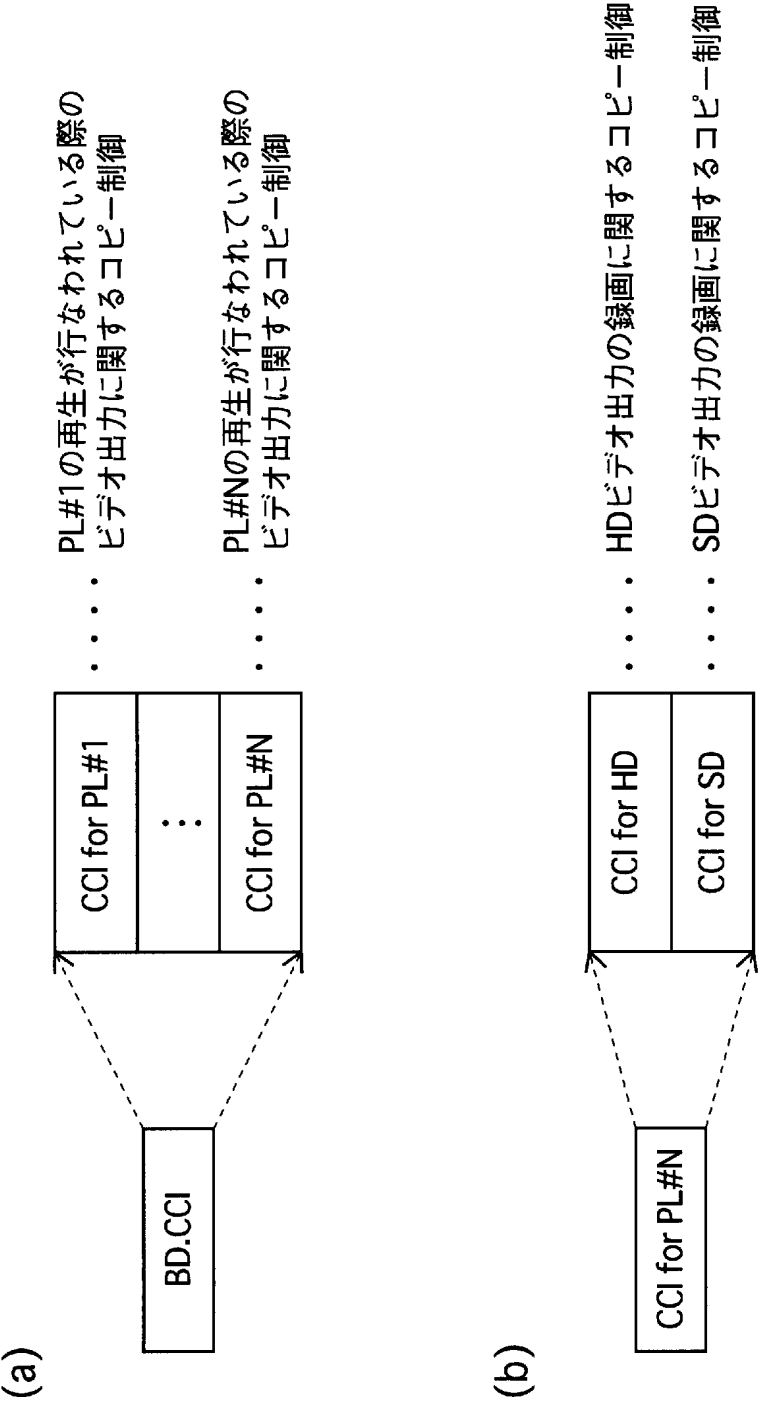 (a)
BD.CCI
CCI for PL#1
⋮
CCI for PL#N
・・・・ PL#1の再生が行なわれている際の
ビデオ出力に関するコピー制御
・・・・ PL#Nの再生が行なわれている際の
ビデオ出力に関するコピー制御
(b)
CCI for PL#N
CCI for HD
CCI for SD
・・・・ HDビデオ出力の録画に関するコピー制御
・・・・ SDビデオ出力の録画に関するコピー制御